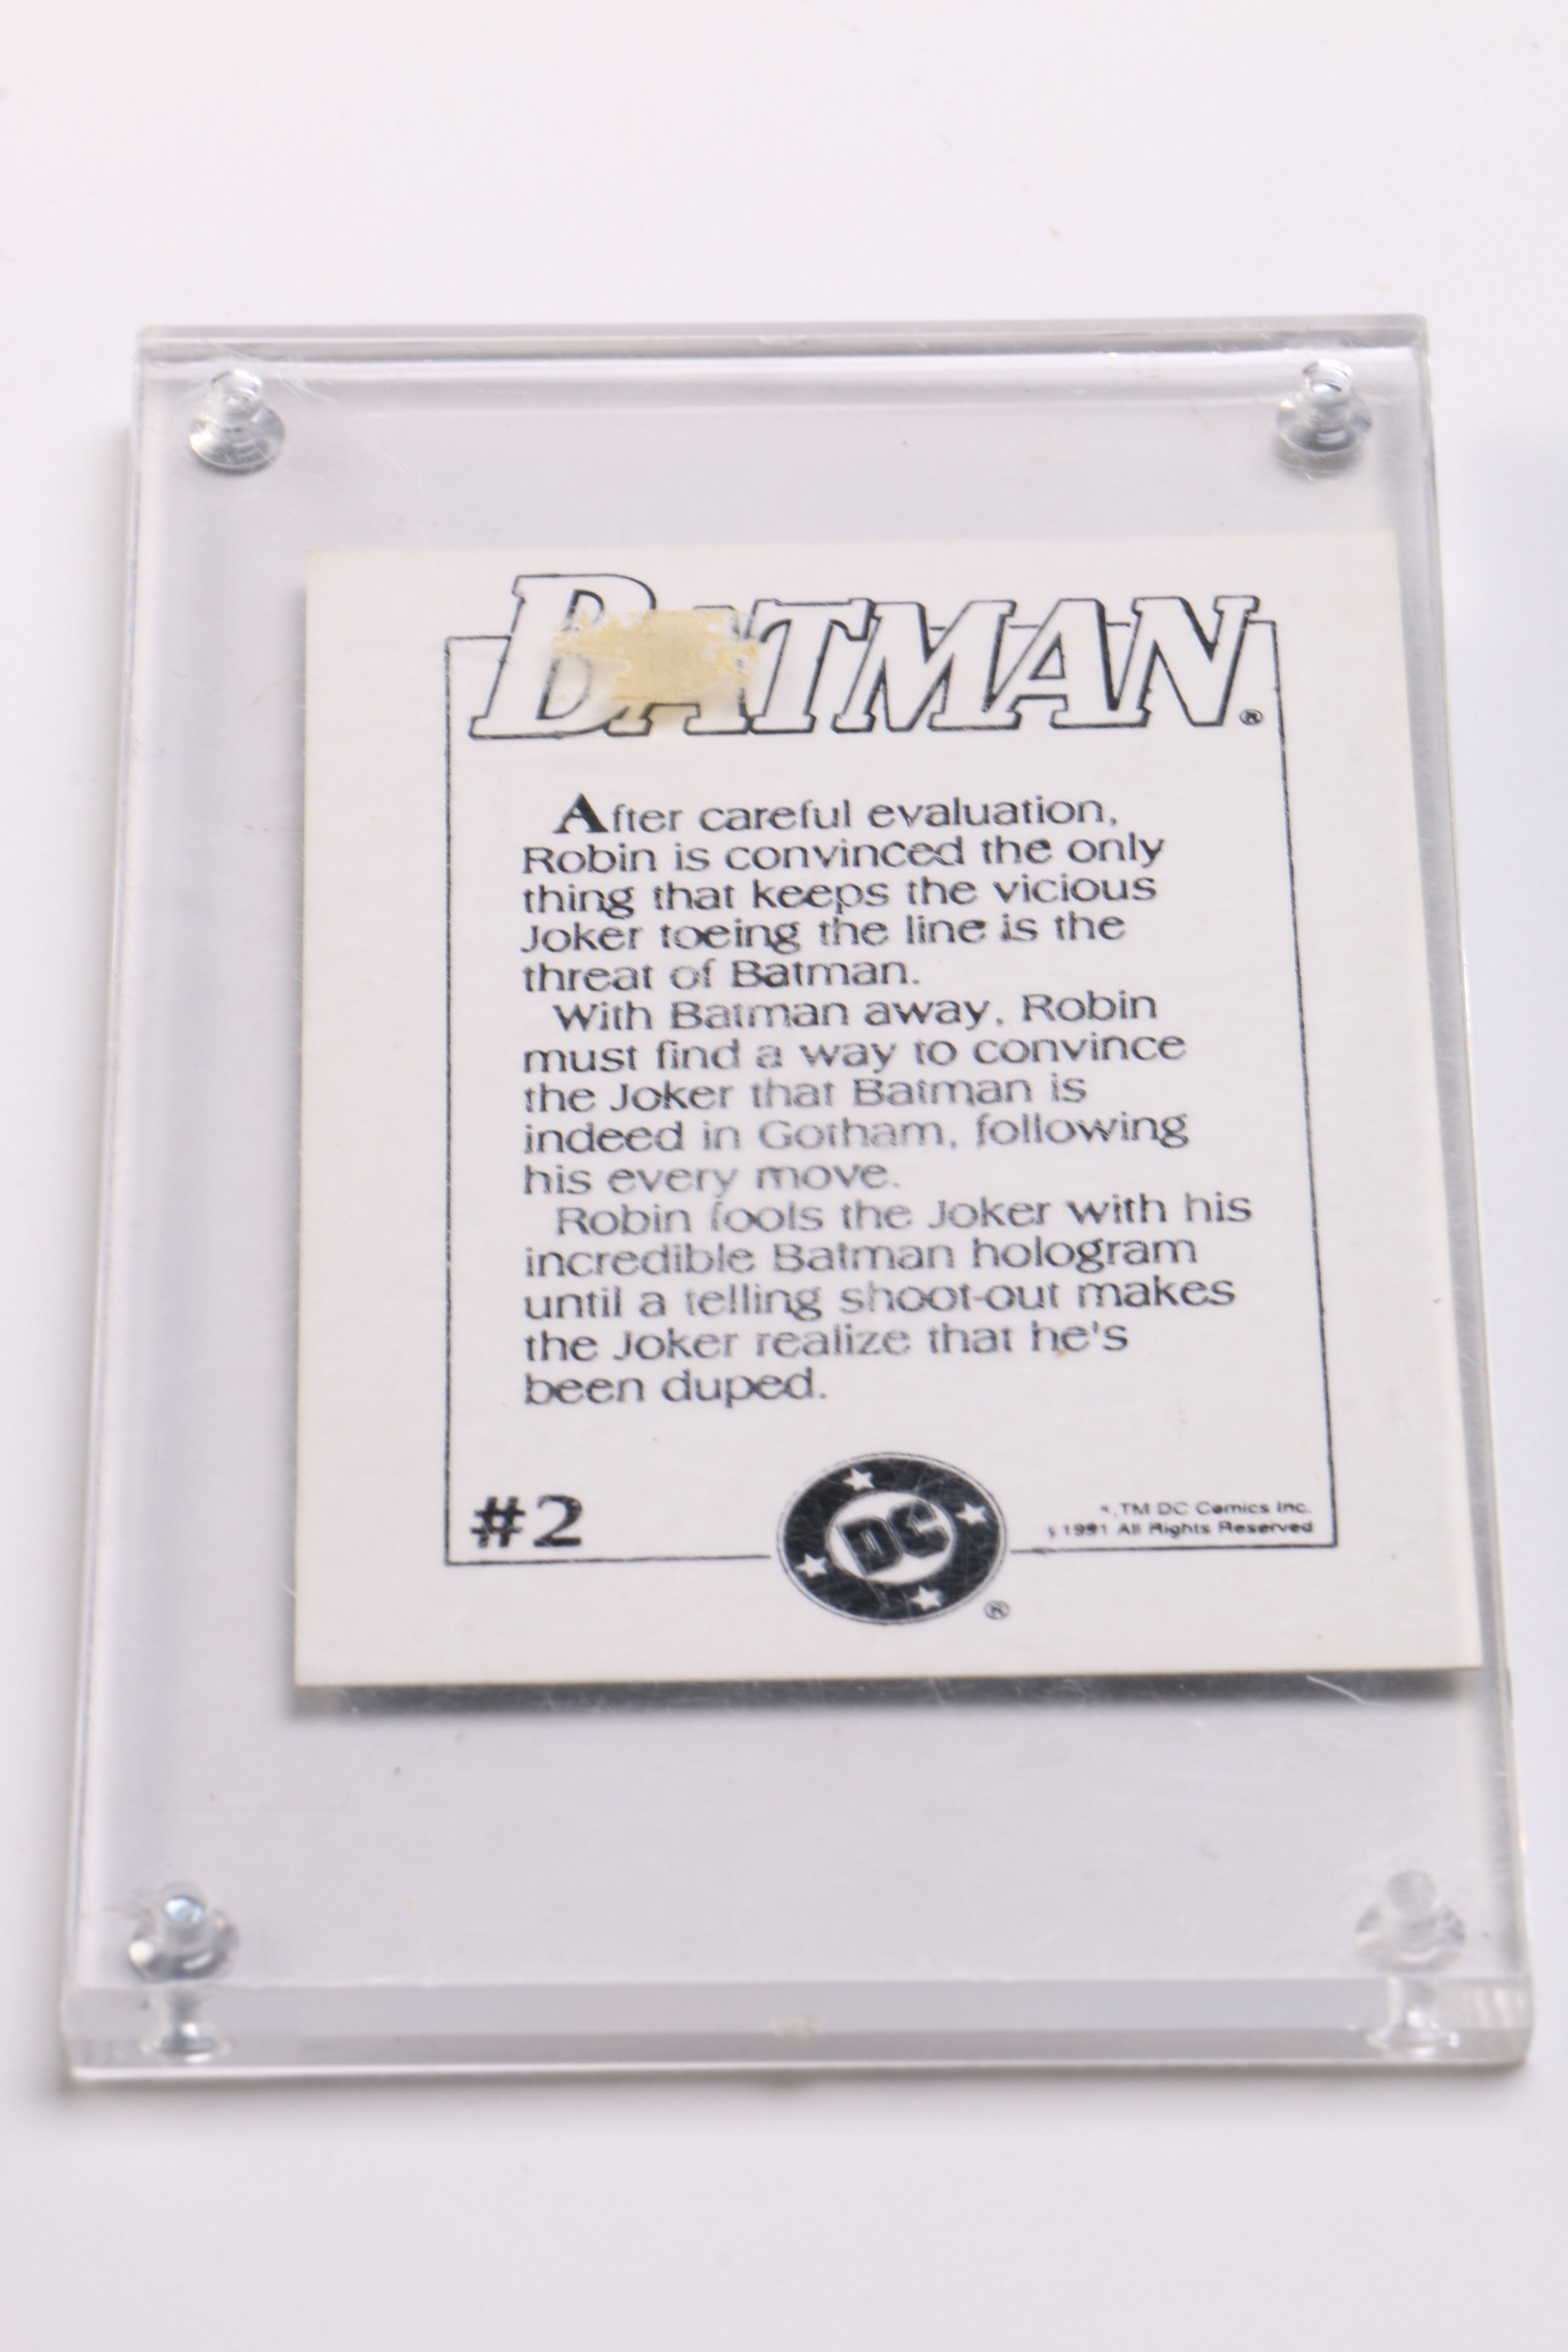 BATMAN®
After careful evaluation,
Robin is convinced the only
thing that keeps the vicious
Joker toeing the line is the
threat of Batman.
With Batman away, Robin
must find a way to convince
the Joker that Batman is
indeed in Gotham, following
his every move.
Robin fools the Joker with his
incredible Batman hologram
until a telling shoot-out makes
the Joker realize that he's
been duped.
#2
DC®
TM DC Comics Inc.
1991 All Rights Reserved